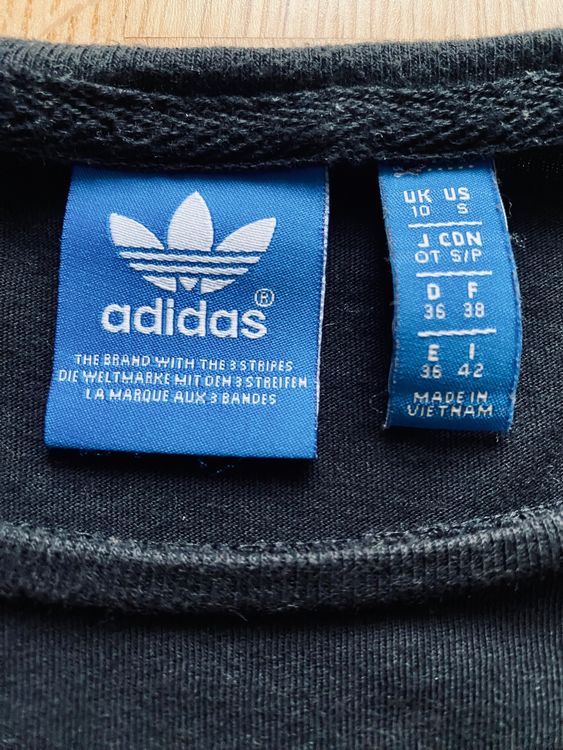 adidas®
THE BRAND WITH THE 3 STRIPES
DIE WELTMARKE MIT DEN 3 STREIFEN
LA MARQUE AUX 3 BANDES
UK US
10 S
J CDN
OT S/P
D F
36 38
E I
36 42
MADE IN
VIETNAM